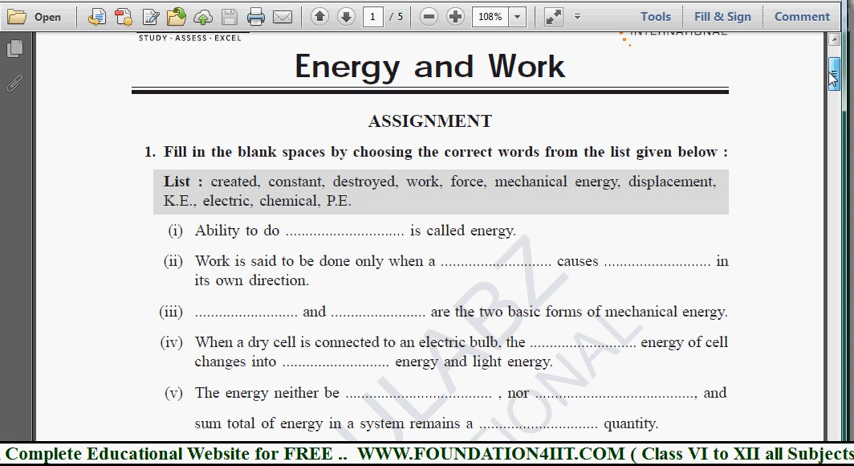 Open 1 / 5 108% Tools Fill & Sign Comment
STUDY · ASSESS · EXCEL INTERNATIONAL
Energy and Work
ASSIGNMENT
1. Fill in the blank spaces by choosing the correct words from the list given below :
List : created, constant, destroyed, work, force, mechanical energy, displacement,
K.E., electric, chemical, P.E.
(i) Ability to do .............................. is called energy.
(ii) Work is said to be done only when a ............................ causes ........................... in
its own direction.
(iii) .......................... and ........................ are the two basic forms of mechanical energy.
(iv) When a dry cell is connected to an electric bulb, the ........................... energy of cell
changes into ........................... energy and light energy.
(v) The energy neither be ..................................... , nor ........................................, and
sum total of energy in a system remains a .............................. quantity.
Complete Educational Website for FREE .. WWW.FOUNDATION4IIT.COM ( Class VI to XII all Subjects